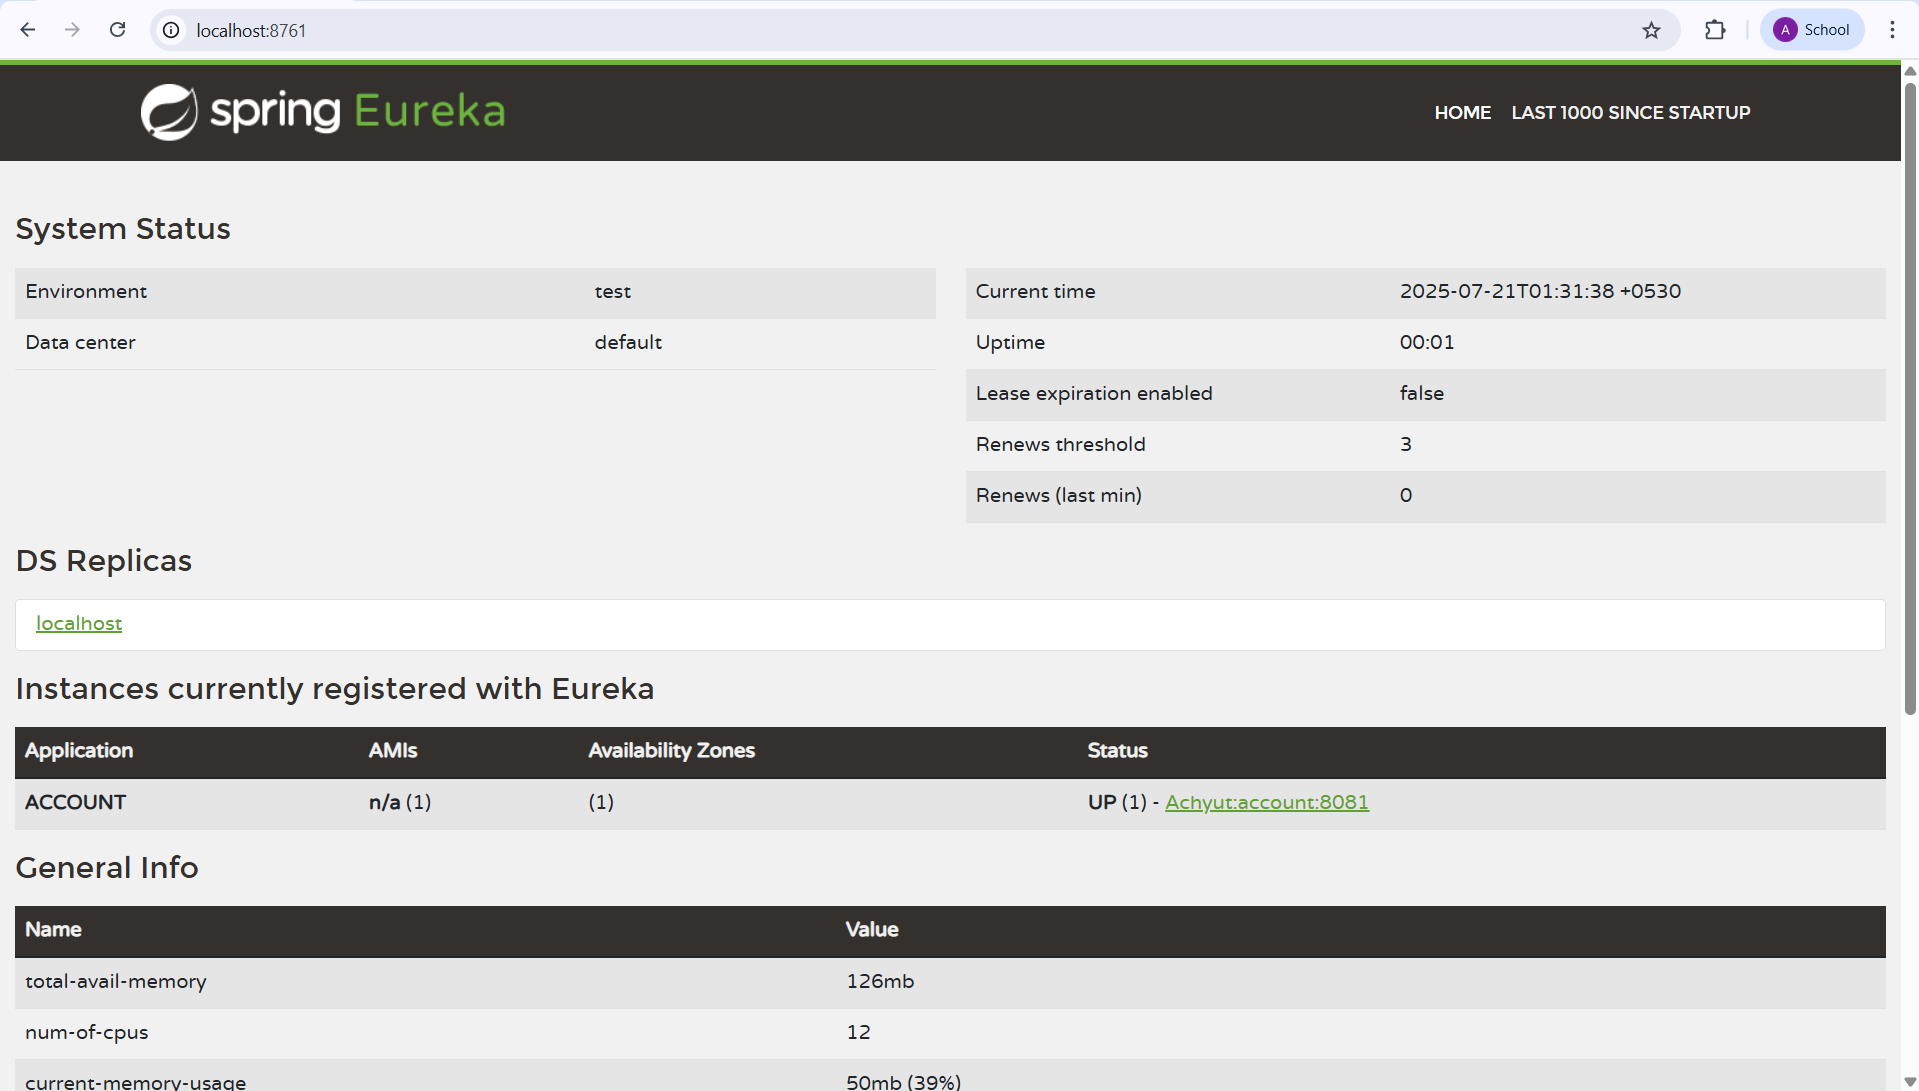 localhost:8761
A School
spring Eureka
HOME LAST 1000 SINCE STARTUP
System Status
Environment test
Data center default
Current time 2025-07-21T01:31:38 +0530
Uptime 00:01
Lease expiration enabled false
Renews threshold 3
Renews (last min) 0
DS Replicas
localhost
Instances currently registered with Eureka
Application AMIs Availability Zones Status
ACCOUNT n/a (1) (1) UP (1) - Achyut:account:8081
General Info
Name Value
total-avail-memory 126mb
num-of-cpus 12
current-memory-usage 50mb (39%)